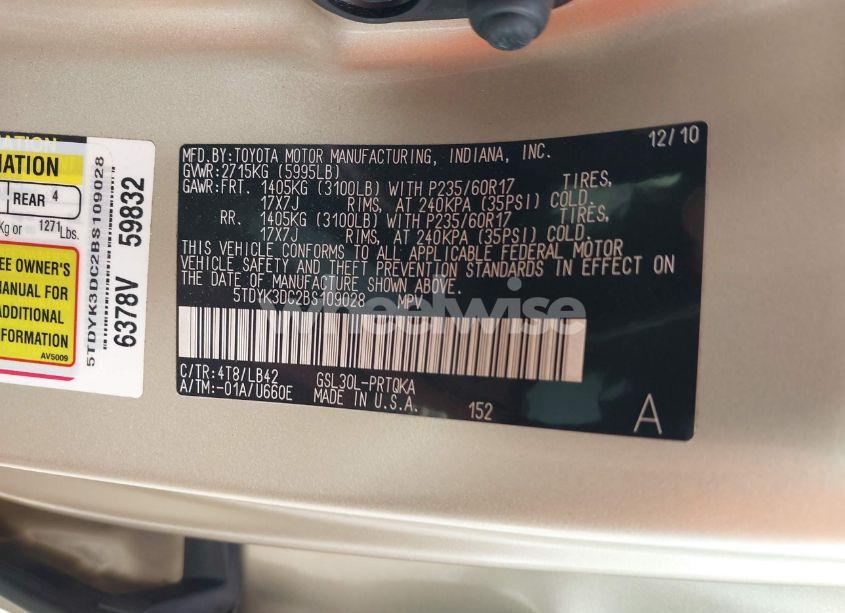 MATION
REAR 4
Kg or 1271 Lbs.
EE OWNER'S
MANUAL FOR
ADDITIONAL
NFORMATION
AVS009
5TDYK3DC2BS109028
6378V 59832
12/10
MFD.BY:TOYOTA MOTOR MANUFACTURING, INDIANA, INC.
GVWR:2715KG (5995LB)
GAWR:FRT. 1405KG (3100LB) WITH P235/60R17 TIRES,
17X7J RIMS, AT 240KPA (35PSI) COLD.
RR. 1405KG (3100LB) WITH P235/60R17 TIRES,
17X7J RIMS, AT 240KPA (35PSI) COLD.
THIS VEHICLE CONFORMS TO ALL APPLICABLE FEDERAL MOTOR
VEHICLE SAFETY AND THEFT PREVENTION STANDARDS IN EFFECT ON
THE DATE OF MANUFACTURE SHOWN ABOVE.
5TDYK3DC2BS109028 MPV
wheelwise
C/TR:4T8/LB42 GSL30L-PRTQKA
A/TM:-01A/U660E MADE IN U.S.A.
152
A